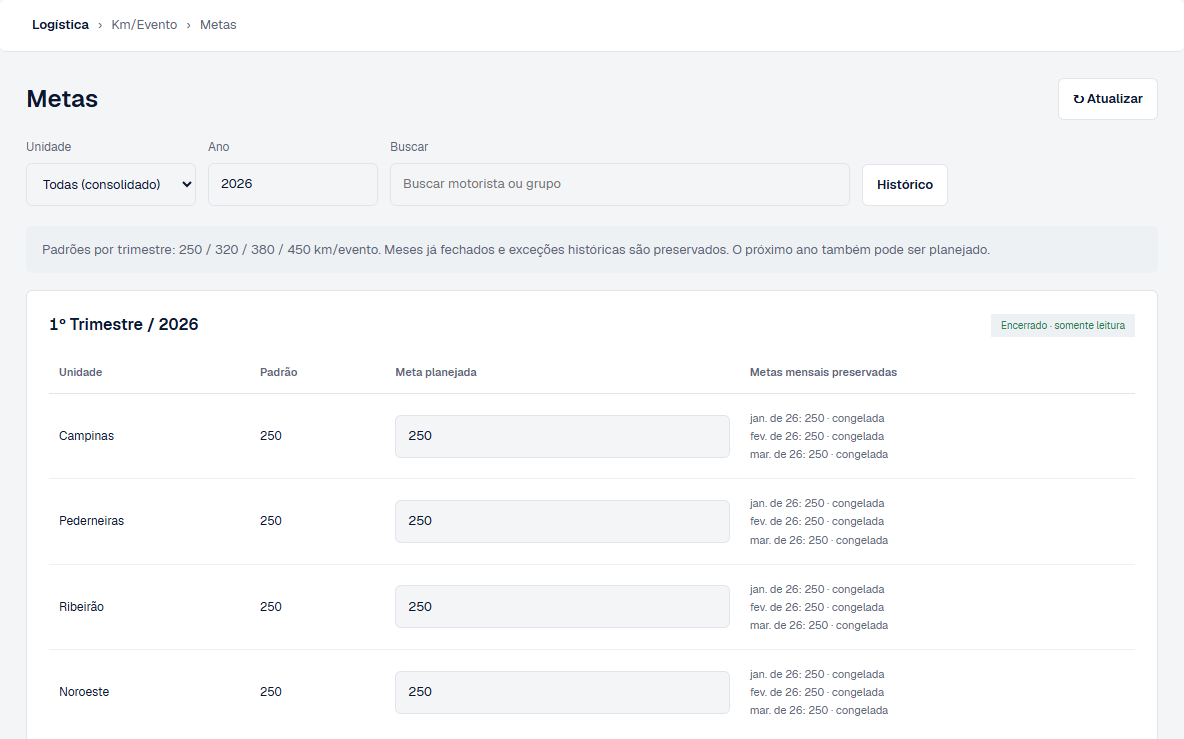 Logística › Km/Evento › Metas
Metas
↻ Atualizar
Unidade Ano Buscar
Todas (consolidado) 2026 Buscar motorista ou grupo Histórico
Padrões por trimestre: 250 / 320 / 380 / 450 km/evento. Meses já fechados e exceções históricas são preservados. O próximo ano também pode ser planejado.
1º Trimestre / 2026 Encerrado · somente leitura
Unidade Padrão Meta planejada Metas mensais preservadas
Campinas 250 250
jan. de 26: 250 · congelada
fev. de 26: 250 · congelada
mar. de 26: 250 · congelada
Pederneiras 250 250
jan. de 26: 250 · congelada
fev. de 26: 250 · congelada
mar. de 26: 250 · congelada
Ribeirão 250 250
jan. de 26: 250 · congelada
fev. de 26: 250 · congelada
mar. de 26: 250 · congelada
Noroeste 250 250
jan. de 26: 250 · congelada
fev. de 26: 250 · congelada
mar. de 26: 250 · congelada